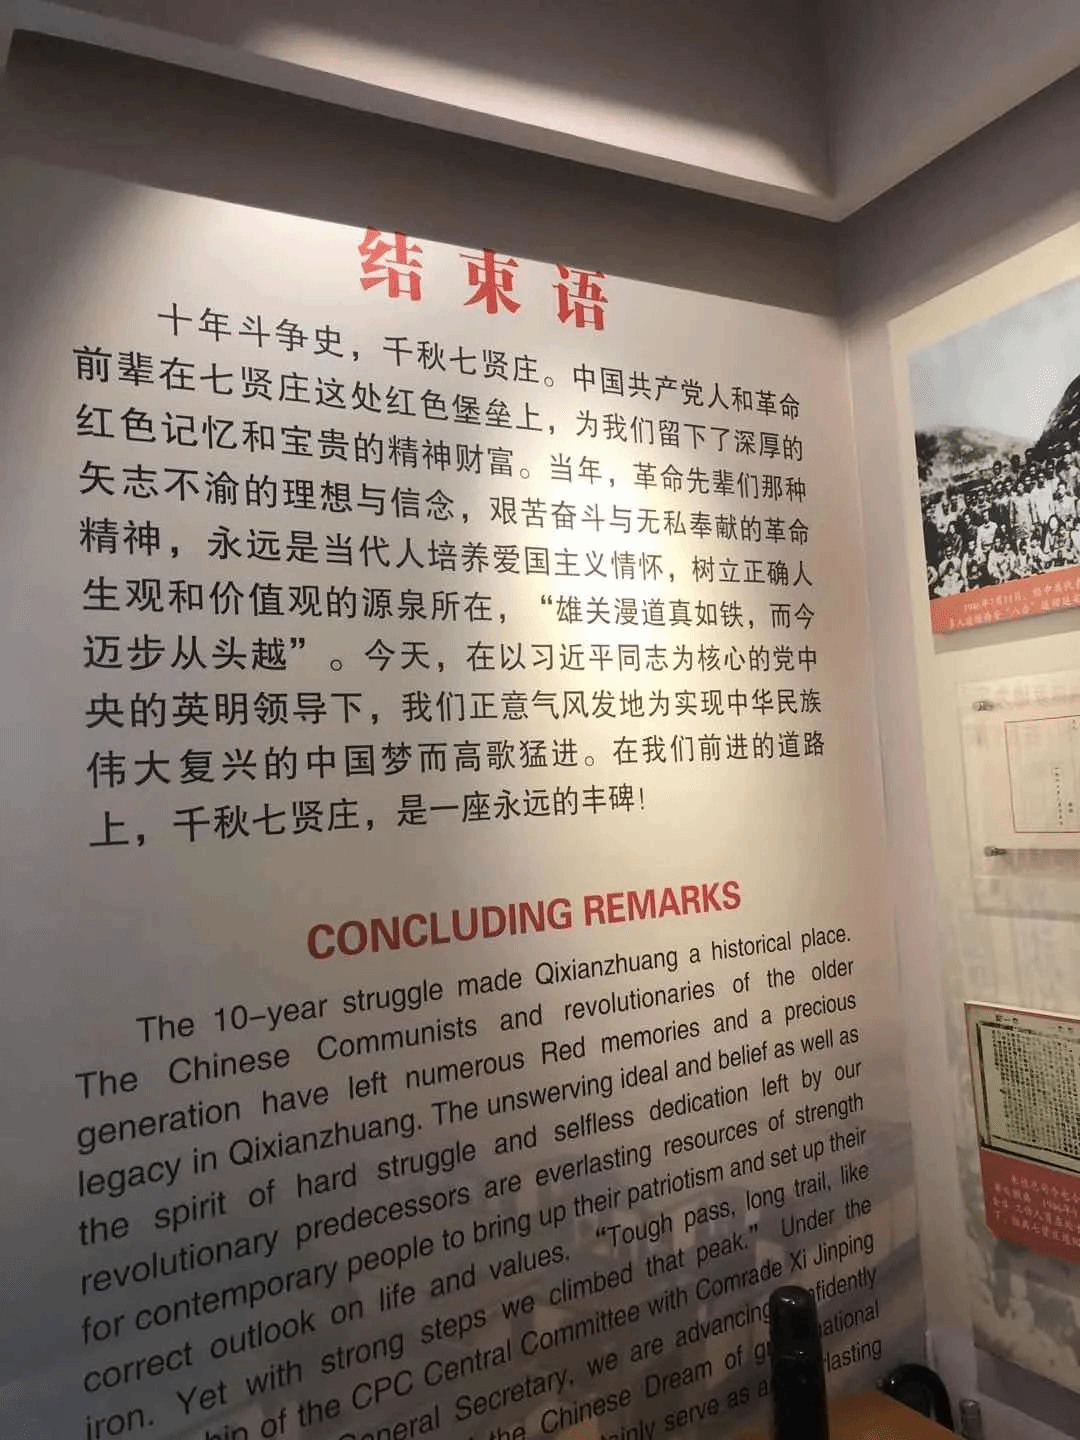 结束语
十年斗争史，千秋七贤庄。中国共产党人和革命
前辈在七贤庄这处红色堡垒上，为我们留下了深厚的
红色记忆和宝贵的精神财富。当年，革命先辈们那种
矢志不渝的理想与信念，艰苦奋斗与无私奉献的革命
精神，永远是当代人培养爱国主义情怀，树立正确人
生观和价值观的源泉所在，“雄关漫道真如铁，而今
迈步从头越”。今天，在以习近平同志为核心的党中
央的英明领导下，我们正意气风发地为实现中华民族
伟大复兴的中国梦而高歌猛进。在我们前进的道路
上，千秋七贤庄，是一座永远的丰碑！
CONCLUDING REMARKS
The 10-year struggle made Qixianzhuang a historical place.
The Chinese Communists and revolutionaries of the older
generation have left numerous Red memories and a precious
legacy in Qixianzhuang. The unswerving ideal and belief as well as
the spirit of hard struggle and selfless dedication left by our
revolutionary predecessors are everlasting resources of strength
for contemporary people to bring up their patriotism and set up their
correct outlook on life and values. “Tough pass, long trail, like
iron. Yet with strong steps we climbed that peak.” Under the
of the CPC Central Committee with Comrade Xi Jinping
General Secretary, we are advancing
the Chinese Dream of
serve as